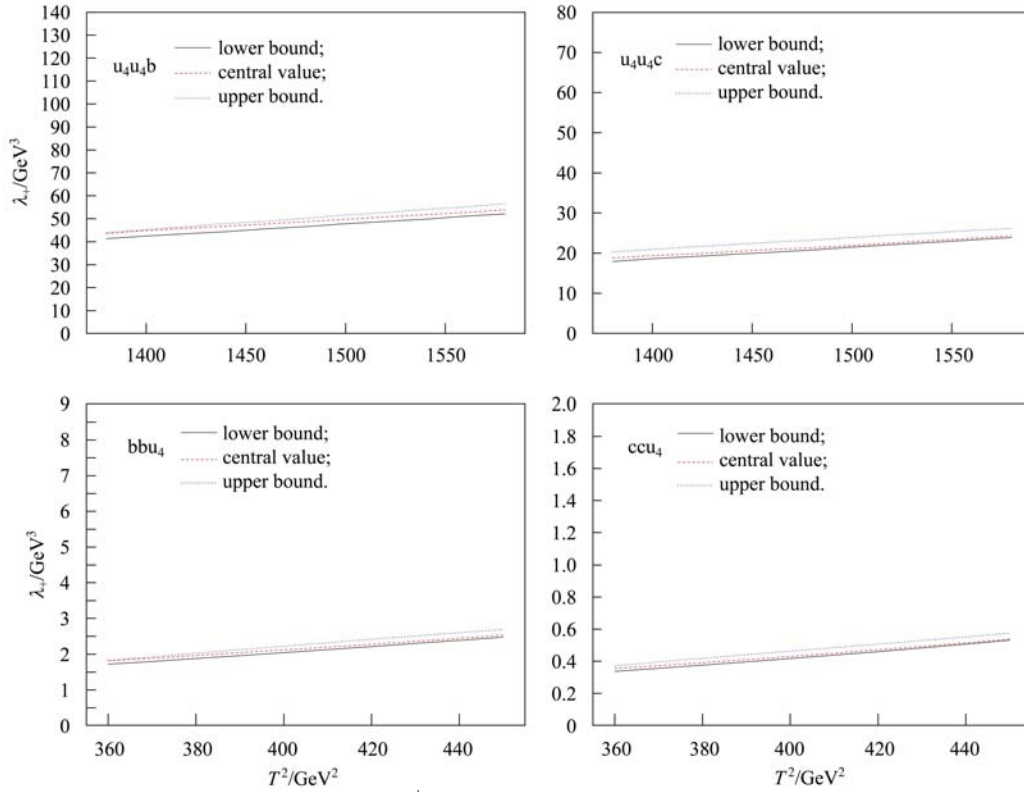 140
130
120
110
100
90
80
70
60
50
40
30
20
10
0
λ₊/GeV³
u₄u₄b
lower bound;
central value;
upper bound.
1400 1450 1500 1550
80
70
60
50
40
30
20
10
0
u₄u₄c
lower bound;
central value;
upper bound.
1400 1450 1500 1550
9
8
7
6
5
4
3
2
1
0
λ₊/GeV³
bbu₄
lower bound;
central value;
upper bound.
360 380 400 420 440
T²/GeV²
2.0
1.8
1.6
1.4
1.2
1.0
0.8
0.6
0.4
0.2
0
ccu₄
lower bound;
central value;
upper bound.
360 380 400 420 440
T²/GeV²